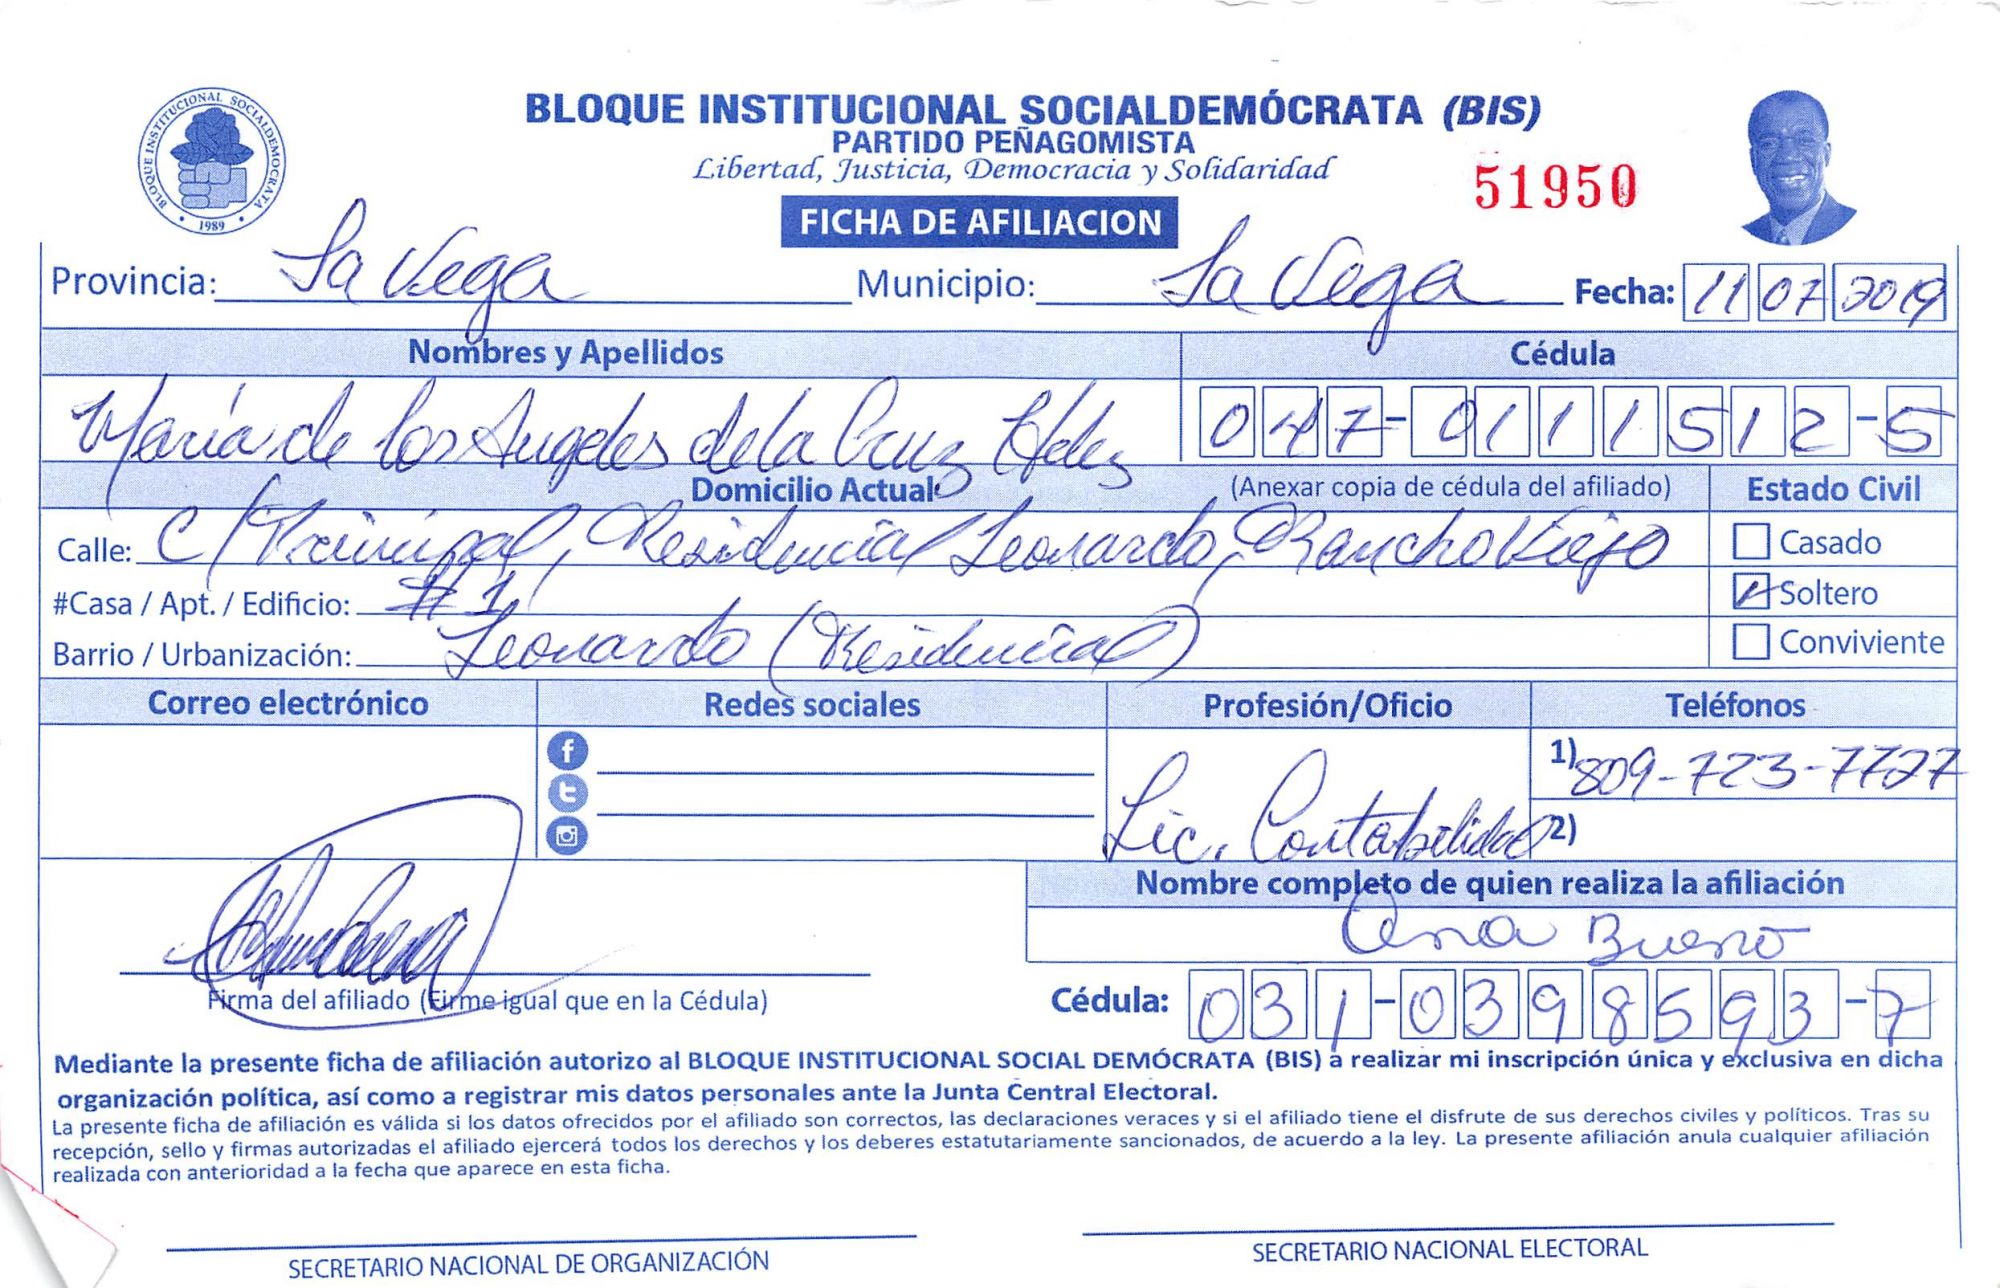 BLOQUE INSTITUCIONAL SOCIALDEMOCRATA
1989
BLOQUE INSTITUCIONAL SOCIALDEMÓCRATA (BIS)
PARTIDO PEÑAGOMISTA
Libertad, Justicia, Democracia y Solidaridad
51950
FICHA DE AFILIACION
Provincia: La Vega Municipio: La Vega Fecha: 11 07 2019
Nombres y Apellidos Cédula
María de los Angeles de la Cruz Hdez 047-0111512-5
Domicilio Actual (Anexar copia de cédula del afiliado) Estado Civil
Calle: C/Principal, Residencial Leonardo, Rancho Viejo Casado
#Casa / Apt. / Edificio: #1 Soltero
Barrio / Urbanización: Leonardo (Residencial) Conviviente
Correo electrónico Redes sociales Profesión/Oficio Teléfonos
1) 809-723-7727
Lic. Contabilidad 2)
Nombre completo de quien realiza la afiliación
Ana Bueno
Firma del afiliado (Firme igual que en la Cédula) Cédula: 031-0398593-7
Mediante la presente ficha de afiliación autorizo al BLOQUE INSTITUCIONAL SOCIAL DEMÓCRATA (BIS) a realizar mi inscripción única y exclusiva en dicha
organización política, así como a registrar mis datos personales ante la Junta Central Electoral.
La presente ficha de afiliación es válida si los datos ofrecidos por el afiliado son correctos, las declaraciones veraces y si el afiliado tiene el disfrute de sus derechos civiles y políticos. Tras su
recepción, sello y firmas autorizadas el afiliado ejercerá todos los derechos y los deberes estatutariamente sancionados, de acuerdo a la ley. La presente afiliación anula cualquier afiliación
realizada con anterioridad a la fecha que aparece en esta ficha.
SECRETARIO NACIONAL DE ORGANIZACIÓN SECRETARIO NACIONAL ELECTORAL